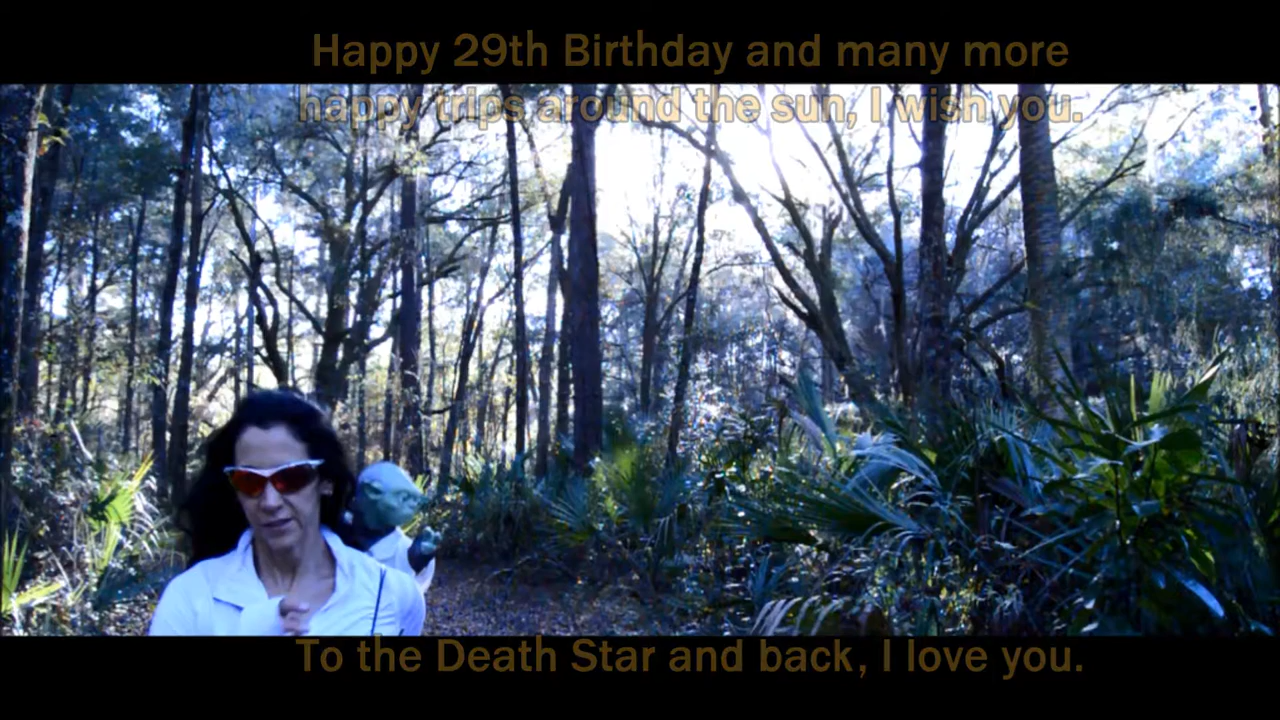 Happy 29th Birthday and many more
happy trips around the sun, I wish you.
To the Death Star and back, I love you.